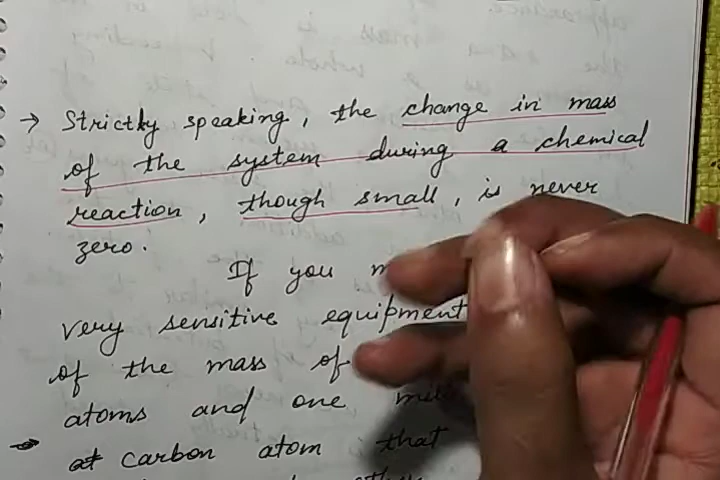 → Strictly speaking, the change in mass
of the system during a chemical
reaction, though small, is never
zero.
If you
very sensitive equipment
of the mass of
atoms and one
carbon atom that